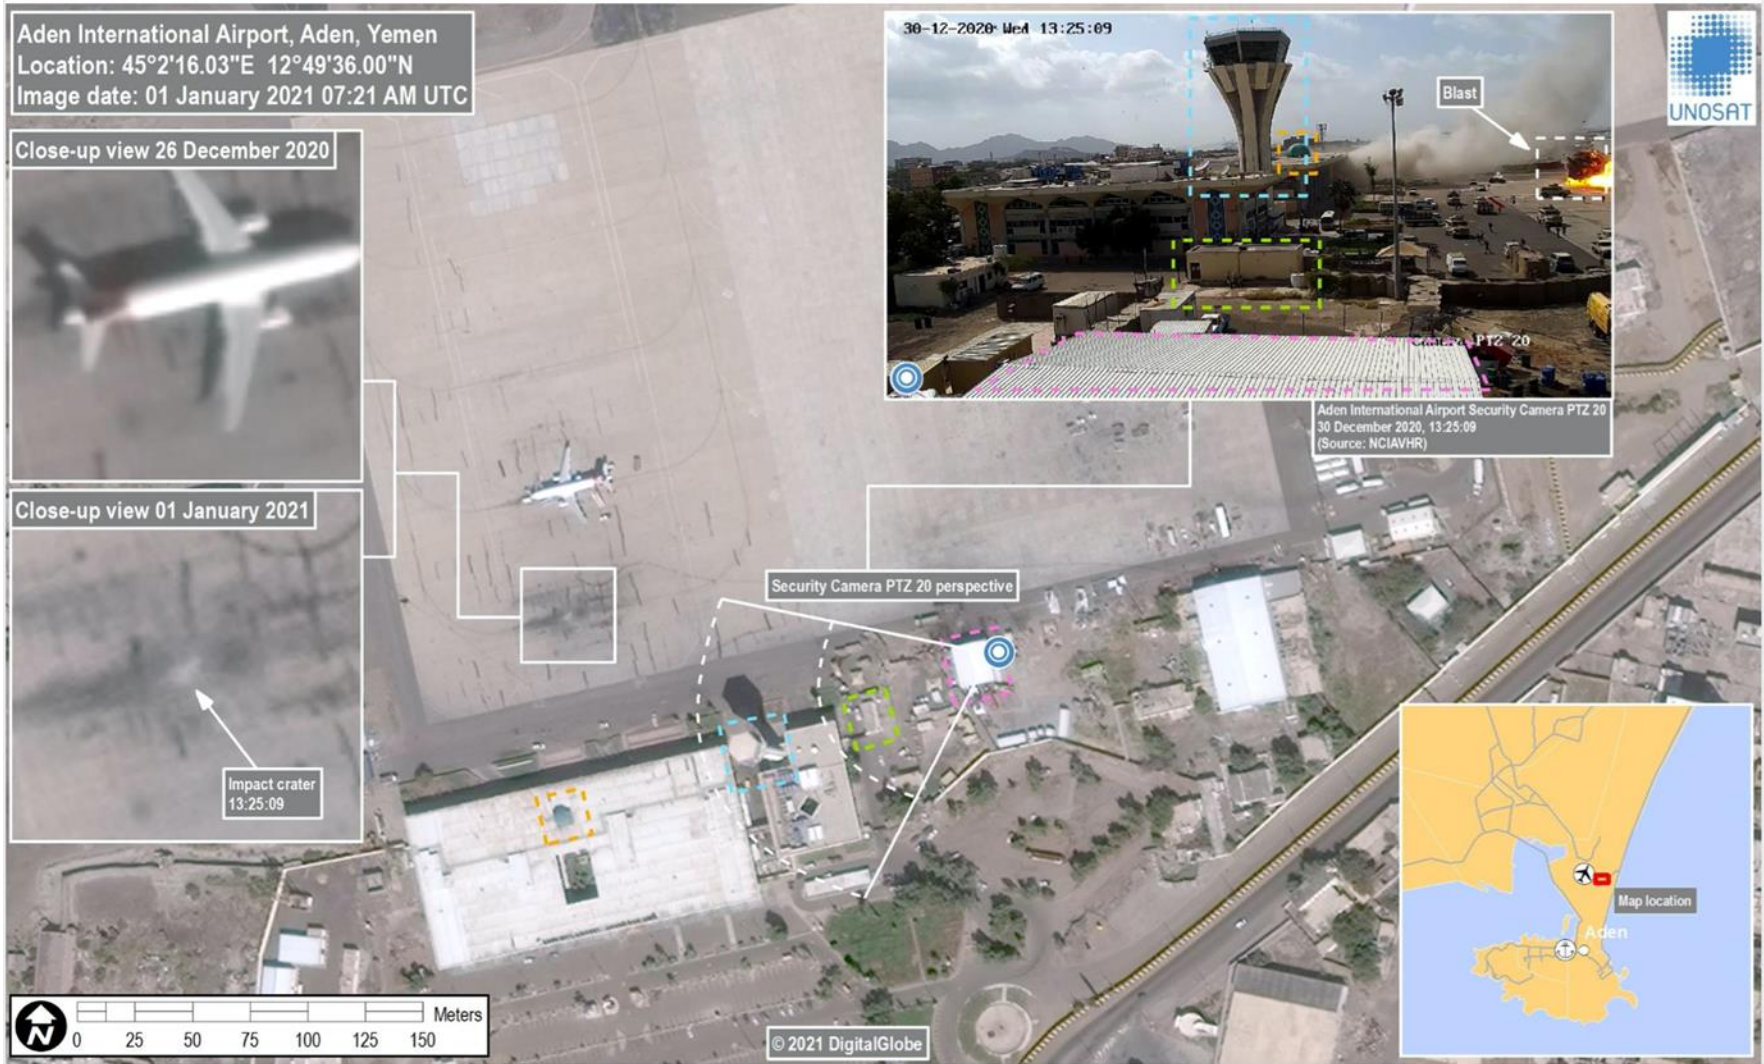 Aden International Airport, Aden, Yemen
Location: 45°2'16.03"E 12°49'36.00"N
Image date: 01 January 2021 07:21 AM UTC
Close-up view 26 December 2020
Close-up view 01 January 2021
Impact crater
13:25:09
30-12-2020 Wed 13:25:09
Blast
PTZ 20
UNOSAT
Aden International Airport Security Camera PTZ 20
30 December 2020, 13:25:09
(Source: NCIAVHR)
Security Camera PTZ 20 perspective
Map location
Aden
N
Meters
0 25 50 75 100 125 150
© 2021 DigitalGlobe